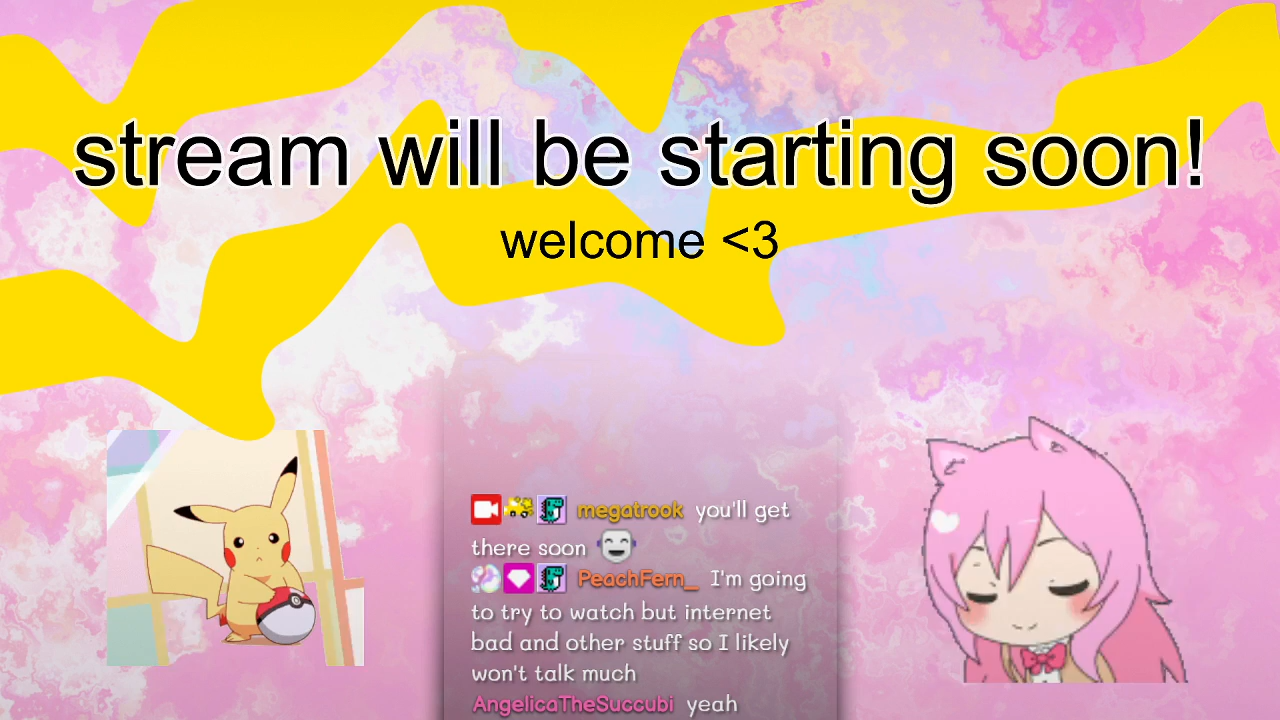 stream will be starting soon!
welcome <3
megatrook you'll get
there soon
PeachFern_ I'm going
to try to watch but internet
bad and other stuff so I likely
won't talk much
AngelicaTheSuccubi yeah